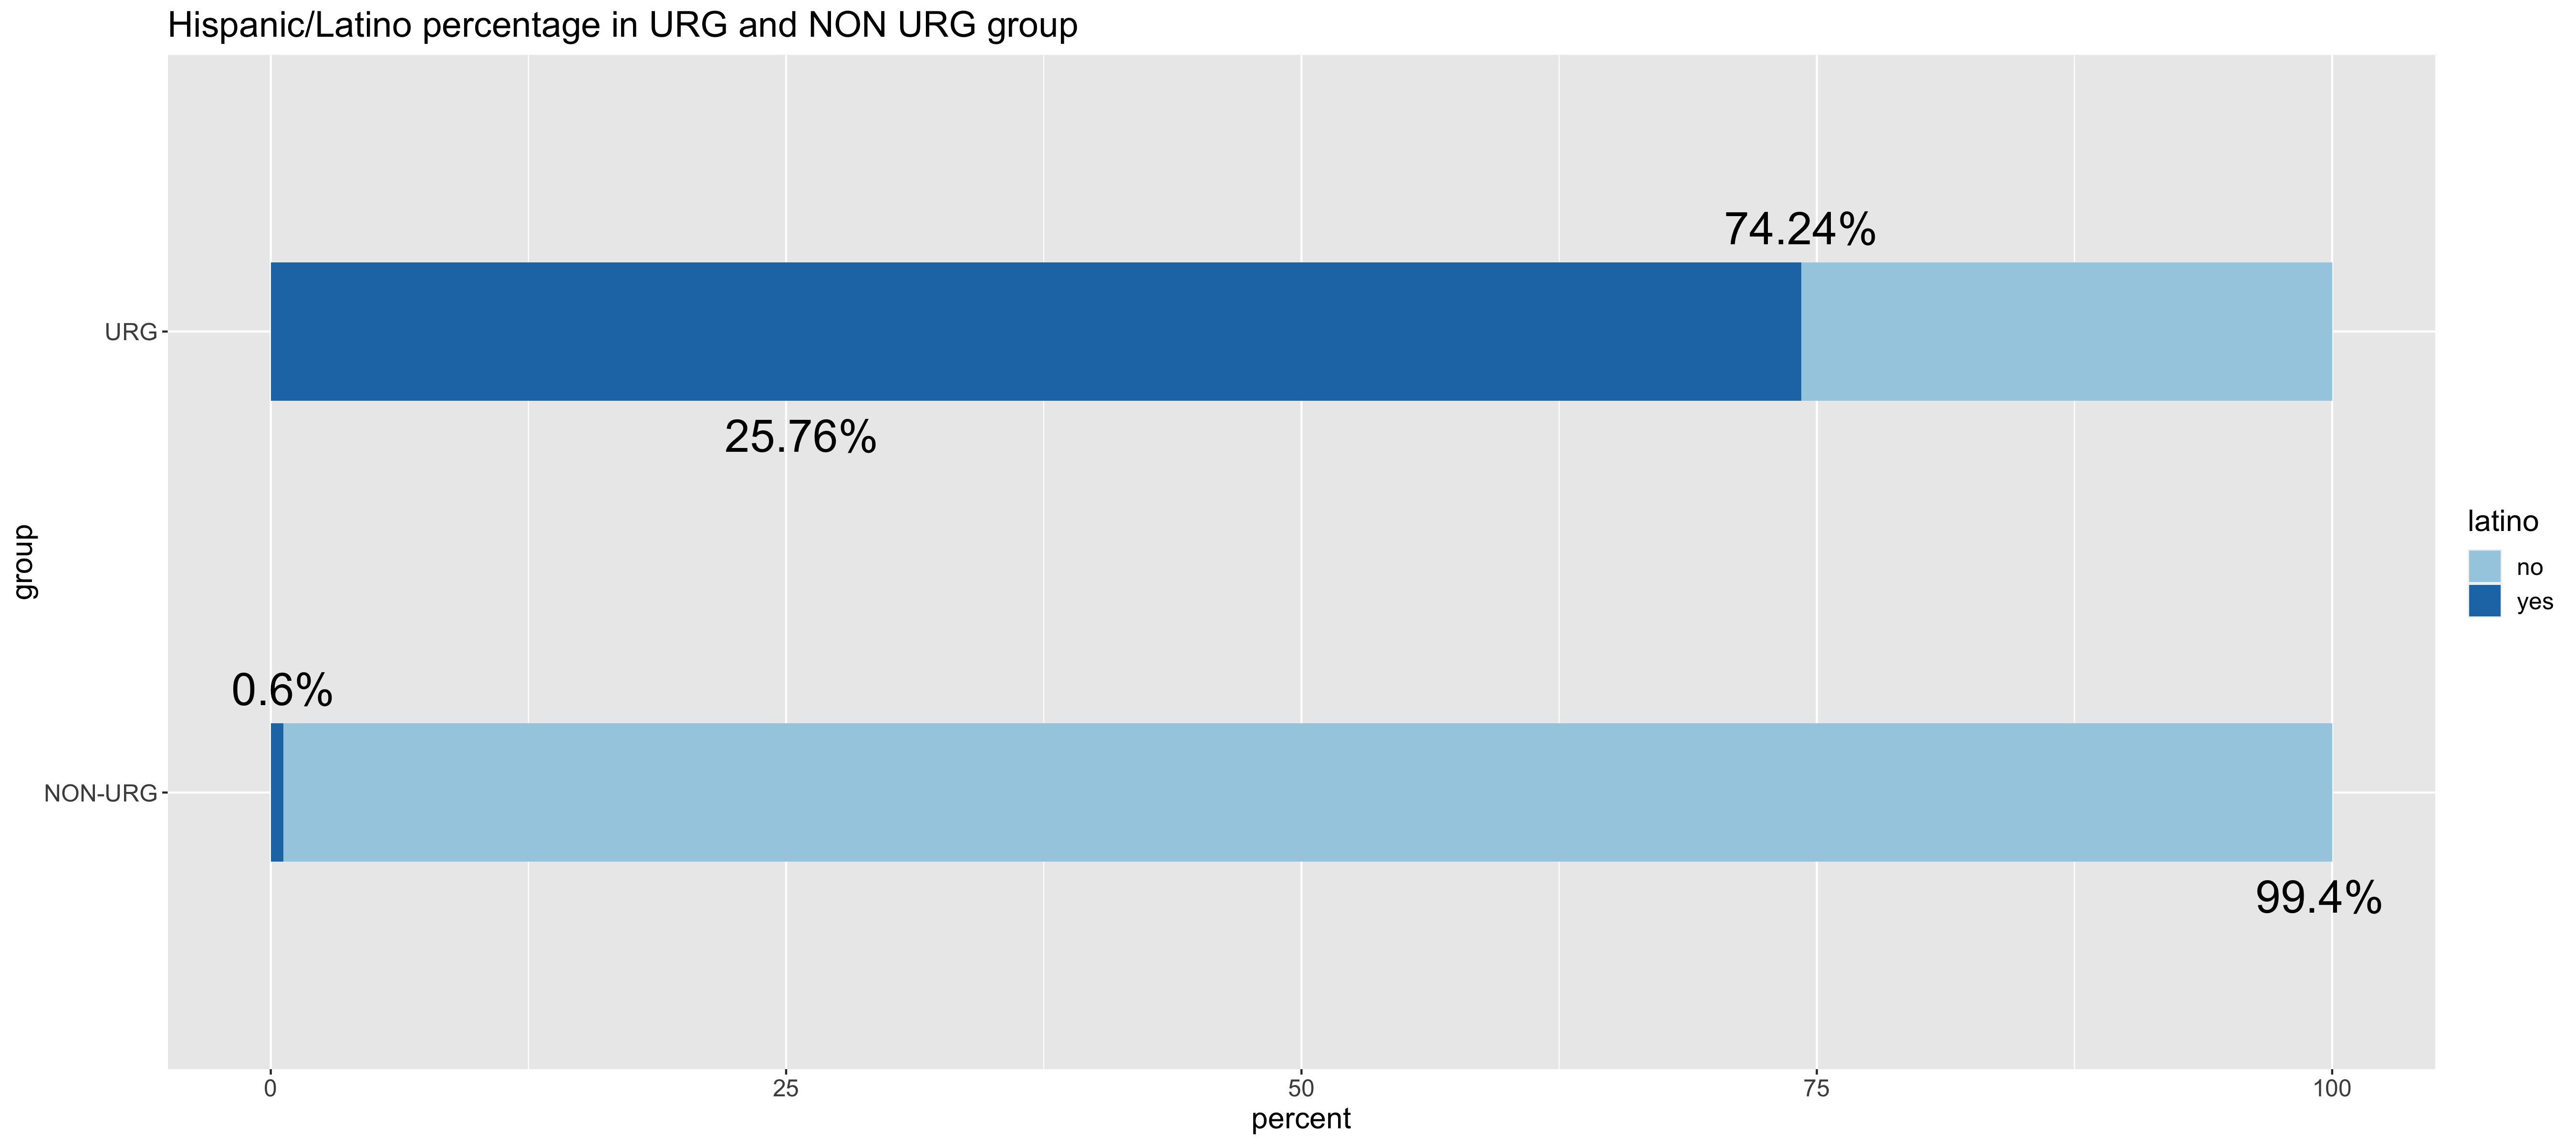 Hispanic/Latino percentage in URG and NON URG group
74.24%
URG
25.76%
group
latino
no
yes
0.6%
NON-URG
99.4%
0 25 50 75 100
percent